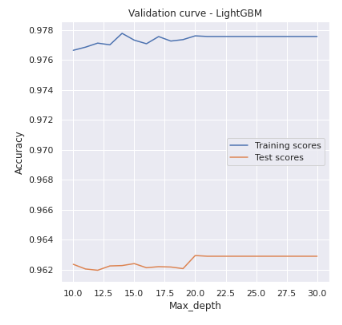 Validation curve - LightGBM
0.978
0.976
0.974
0.972
0.970
0.968
0.966
0.964
0.962
Accuracy
Training scores
Test scores
10.0 12.5 15.0 17.5 20.0 22.5 25.0 27.5 30.0
Max_depth